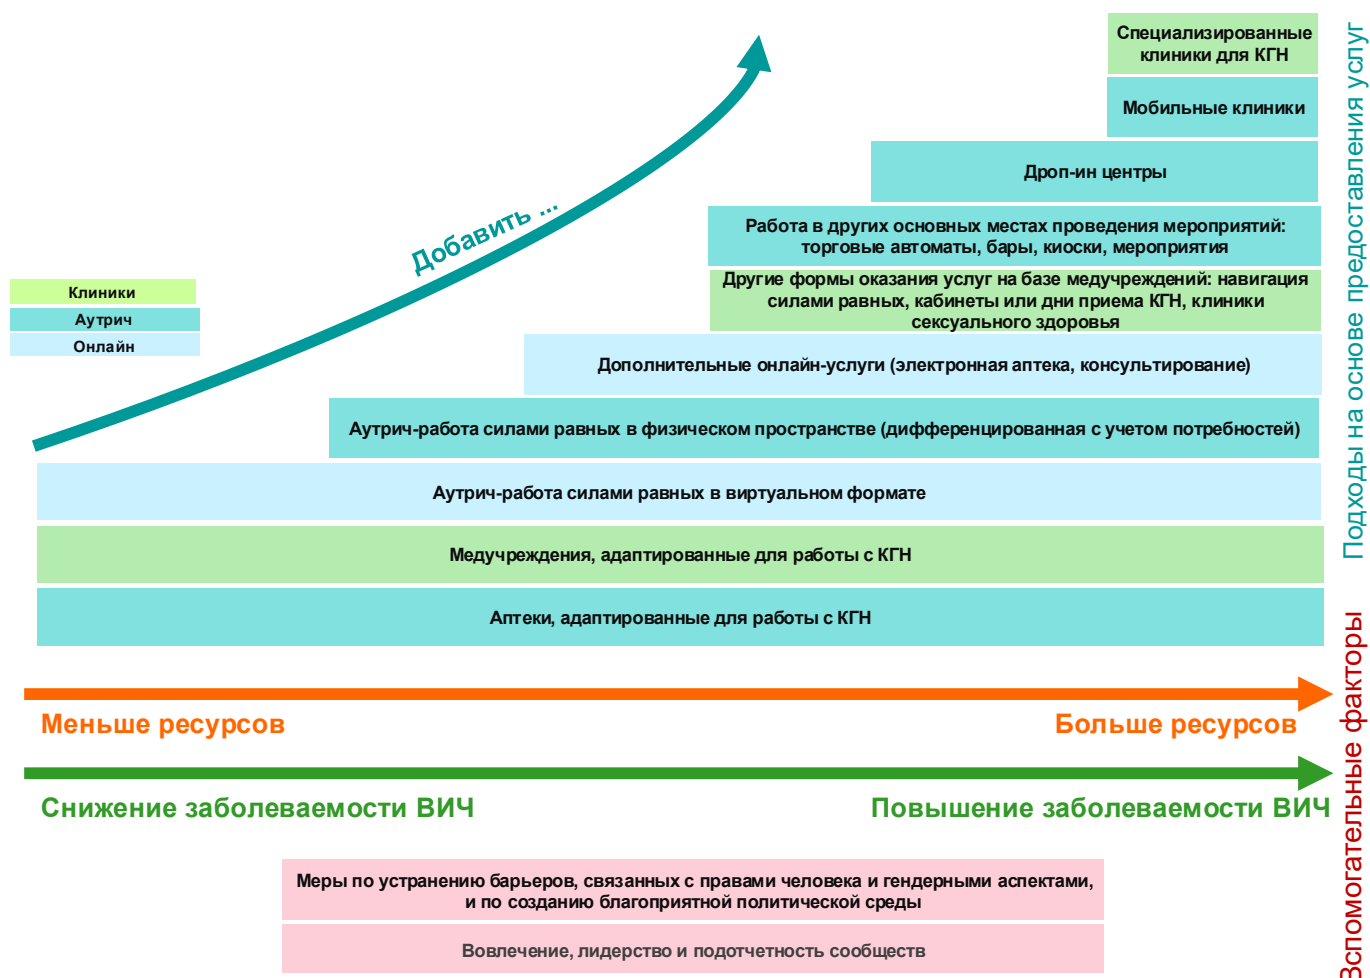 Специализированные
клиники для КГН
Мобильные клиники
Дроп-ин центры
Работа в других основных местах проведения мероприятий:
торговые автоматы, бары, киоски, мероприятия
Другие формы оказания услуг на базе медучреждений: навигация
силами равных, кабинеты или дни приема КГН, клиники
сексуального здоровья
Дополнительные онлайн-услуги (электронная аптека, консультирование)
Аутрич-работа силами равных в физическом пространстве (дифференцированная с учетом потребностей)
Аутрич-работа силами равных в виртуальном формате
Медучреждения, адаптированные для работы с КГН
Аптеки, адаптированные для работы с КГН
Добавить ...
Клиники
Аутрич
Онлайн
Меньше ресурсов
Больше ресурсов
Снижение заболеваемости ВИЧ
Повышение заболеваемости ВИЧ
Меры по устранению барьеров, связанных с правами человека и гендерными аспектами,
и по созданию благоприятной политической среды
Вовлечение, лидерство и подотчетность сообществ
Подходы на основе предоставления услуг
Вспомогательные факторы